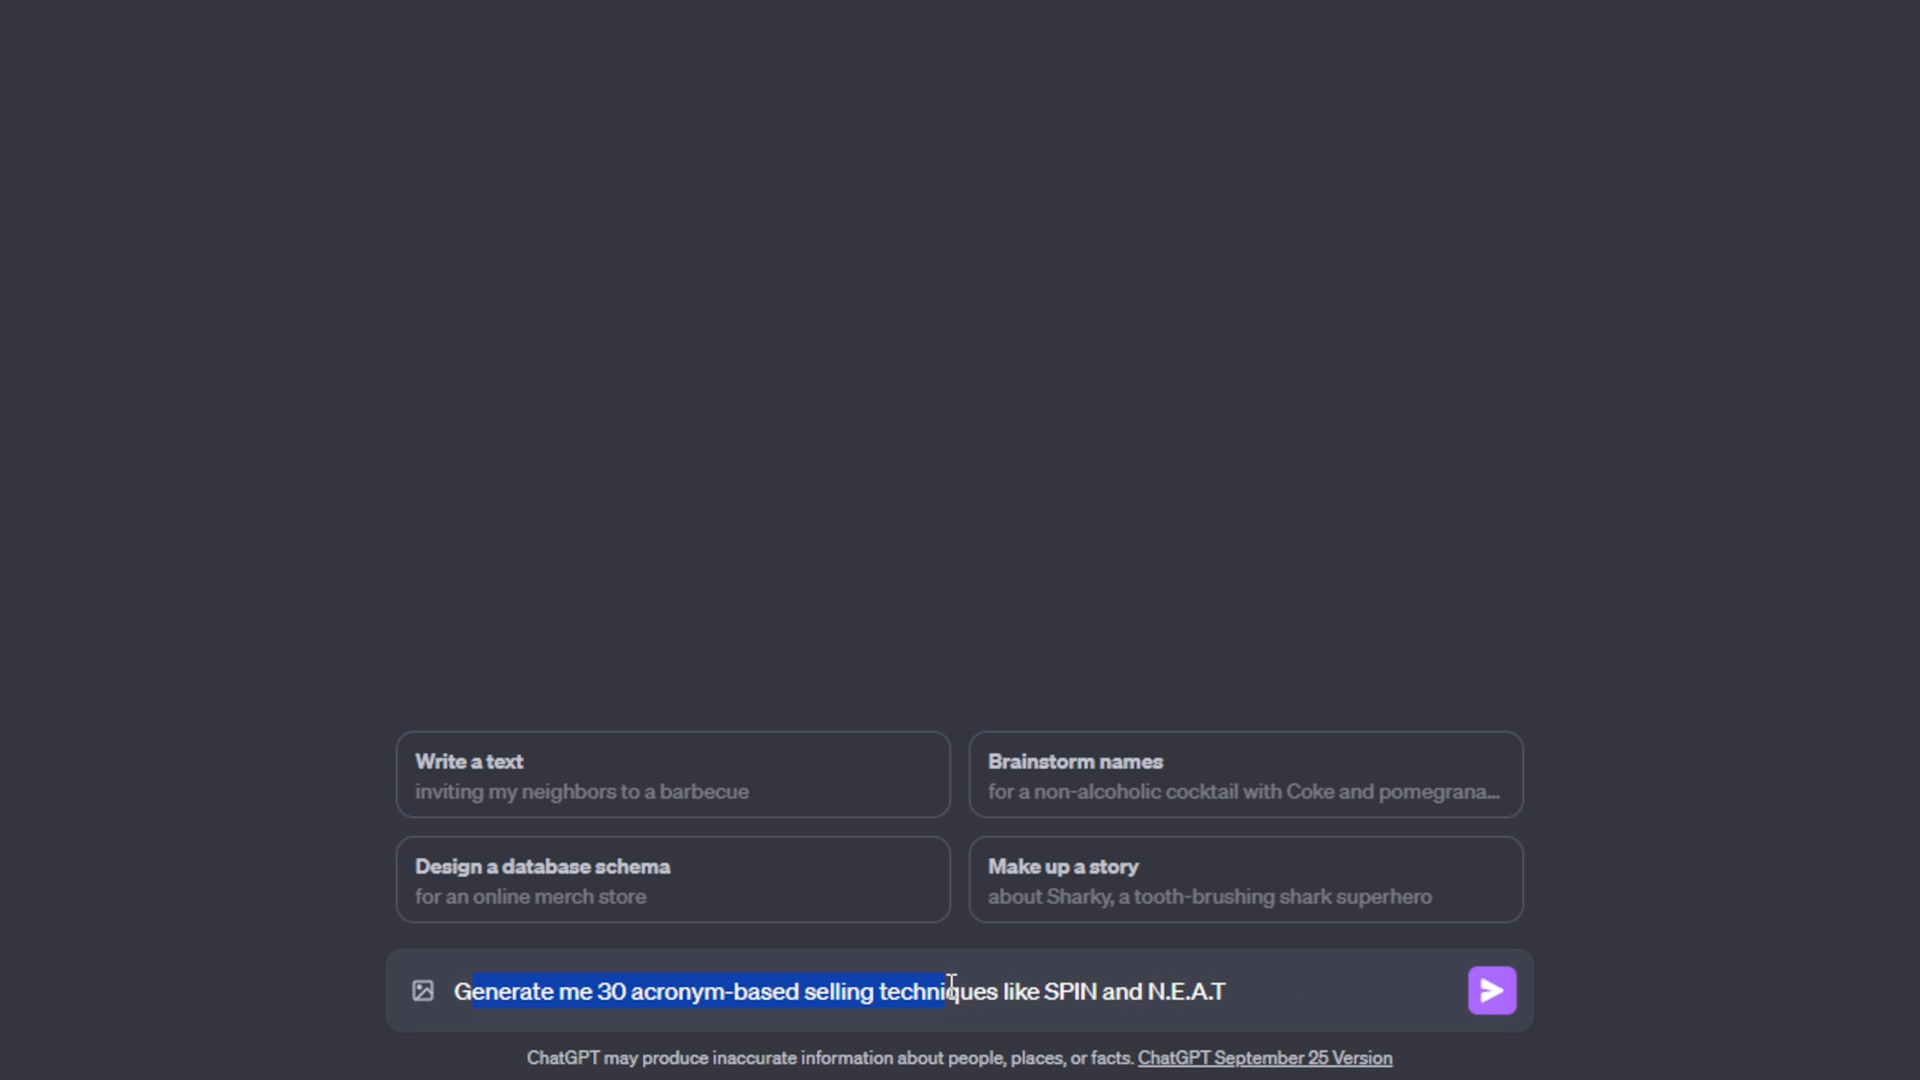 Write a text
inviting my neighbors to a barbecue
Brainstorm names
for a non-alcoholic cocktail with Coke and pomegrana...
Design a database schema
for an online merch store
Make up a story
about Sharky, a tooth-brushing shark superhero
Generate me 30 acronym-based selling techniques like SPIN and N.E.A.T
ChatGPT may produce inaccurate information about people, places, or facts. ChatGPT September 25 Version